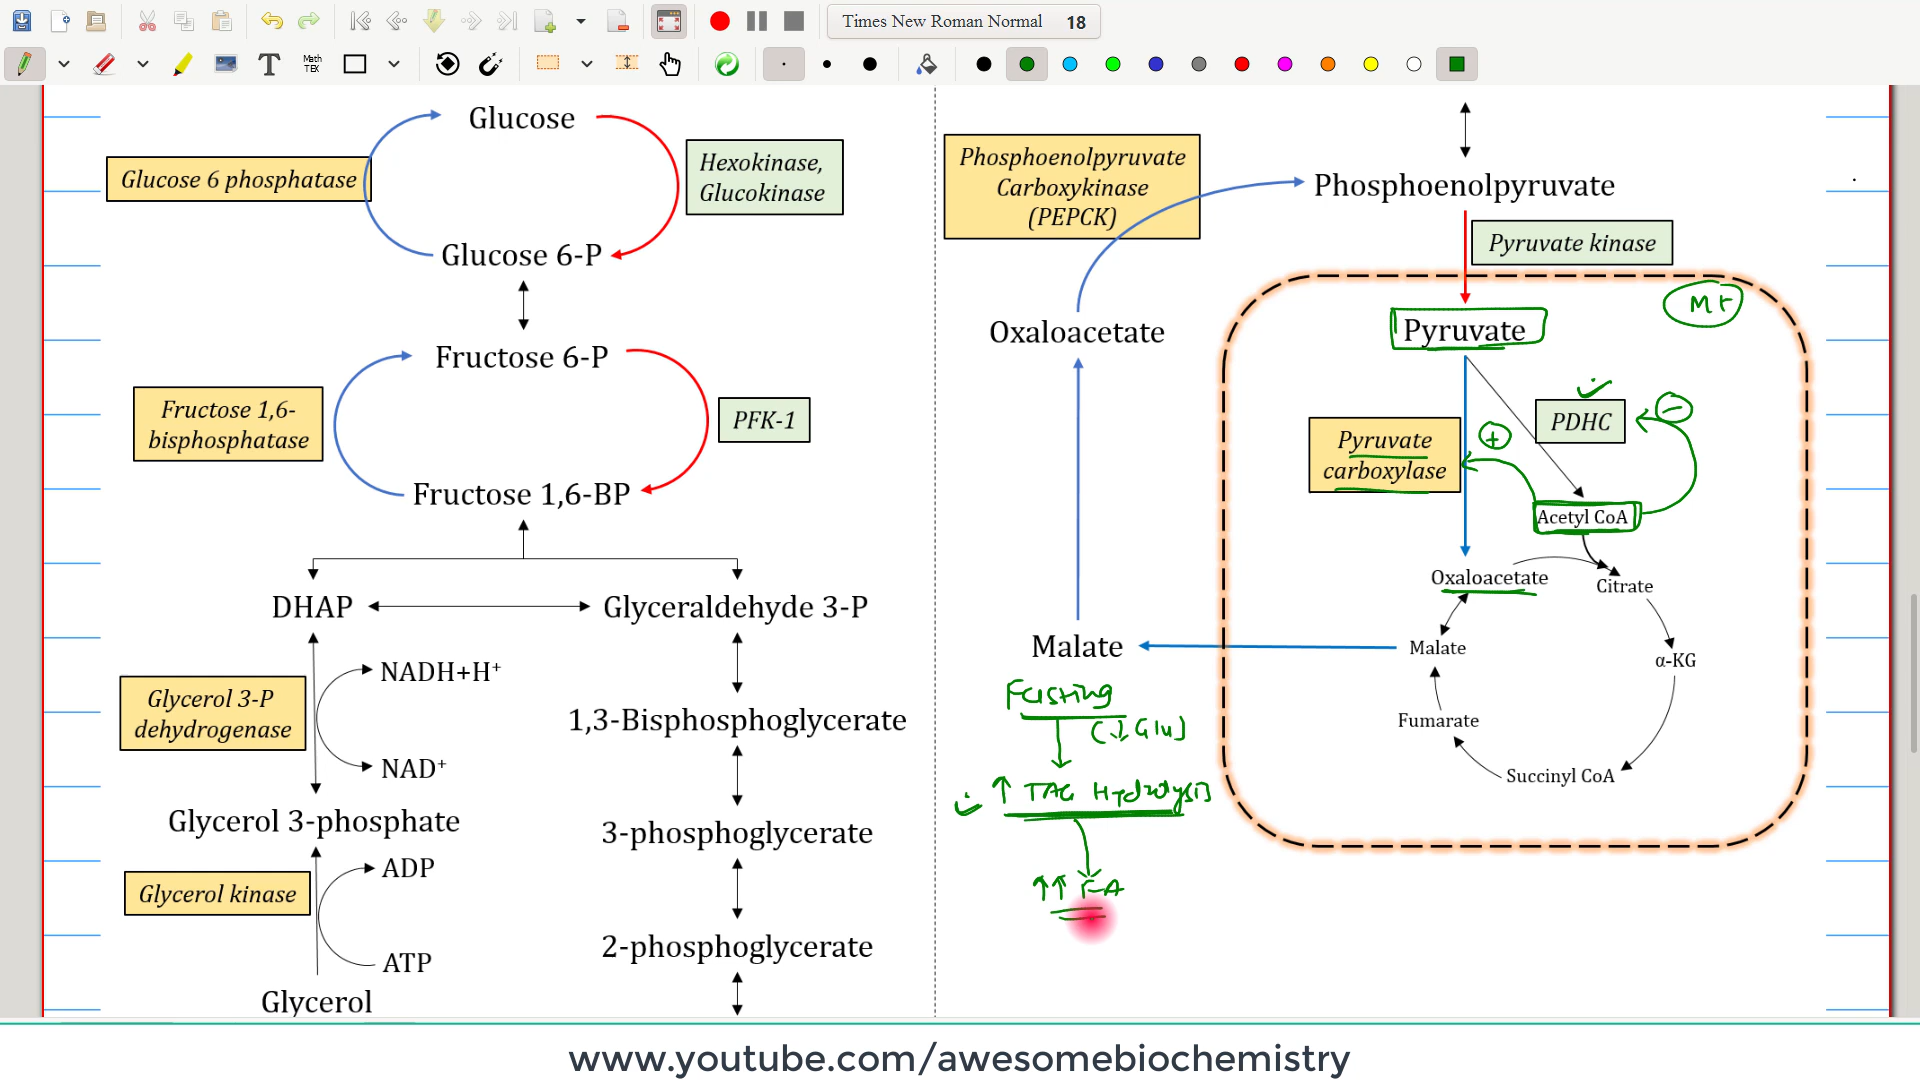 Times New Roman Normal 18
Math
TEX
Glucose
Glucose 6 phosphatase
Hexokinase,
Glucokinase
Glucose 6-P
Fructose 6-P
Fructose 1,6-
bisphosphatase
PFK-1
Fructose 1,6-BP
DHAP
Glyceraldehyde 3-P
NADH+H⁺
Glycerol 3-P
dehydrogenase
NAD⁺
1,3-Bisphosphoglycerate
Glycerol 3-phosphate
3-phosphoglycerate
ADP
Glycerol kinase
ATP
2-phosphoglycerate
Glycerol
Phosphoenolpyruvate
Carboxykinase
(PEPCK)
Phosphoenolpyruvate
Pyruvate kinase
Mt
Pyruvate
Oxaloacetate
PDHC
−
+
Pyruvate
carboxylase
Acetyl CoA
Oxaloacetate
Citrate
Malate
Malate
α-KG
Fumarate
Succinyl CoA
Fasting
(↓ Glu)
↑ TAG Hydrolysis
↑↑ FA
www.youtube.com/awesomebiochemistry